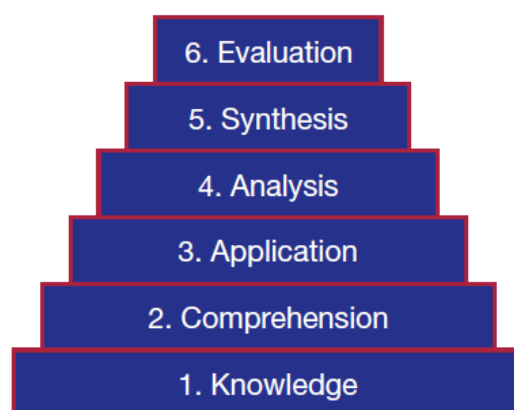 6. Evaluation
5. Synthesis
4. Analysis
3. Application
2. Comprehension
1. Knowledge